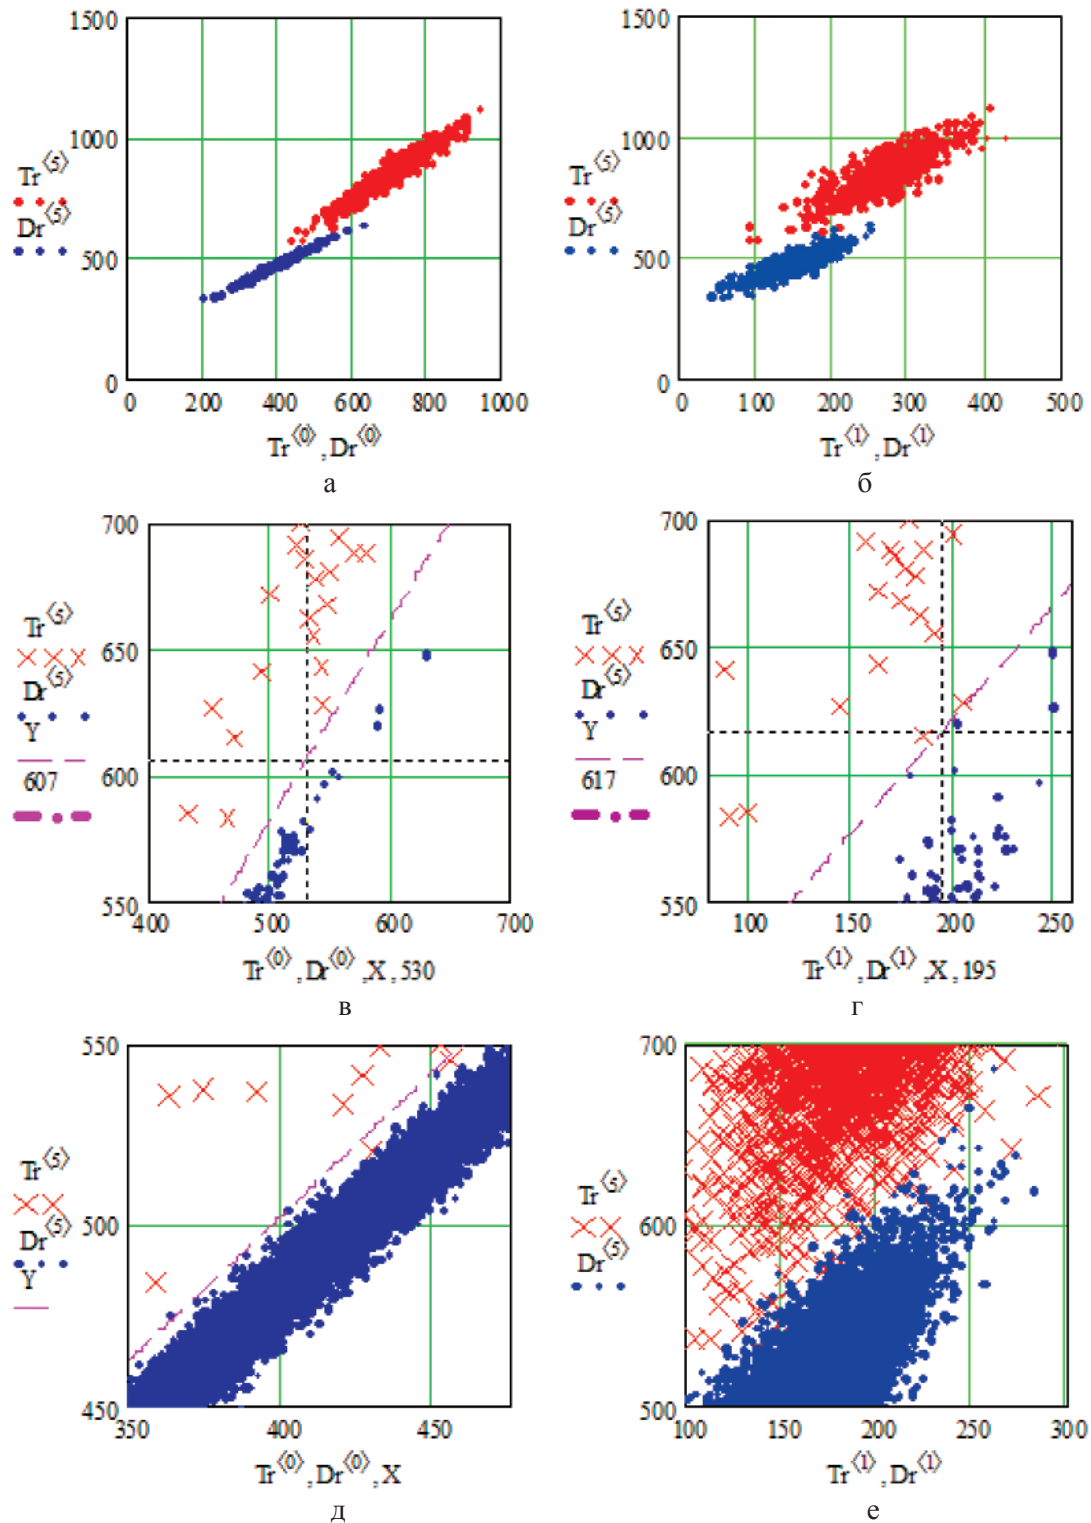 1500
1000
500
0
Tr⟨5⟩
Dr⟨5⟩
0 200 400 600 800 1000
Tr⟨0⟩, Dr⟨0⟩
а
1500
1000
500
0
Tr⟨5⟩
Dr⟨5⟩
0 100 200 300 400 500
Tr⟨1⟩, Dr⟨1⟩
б
700
650
600
550
Tr⟨5⟩
Dr⟨5⟩
Y
607
400 500 600 700
Tr⟨0⟩, Dr⟨0⟩, X, 530
в
700
650
600
550
Tr⟨5⟩
Dr⟨5⟩
Y
617
100 150 200 250
Tr⟨1⟩, Dr⟨1⟩, X, 195
г
550
500
450
Tr⟨5⟩
Dr⟨5⟩
Y
350 400 450
Tr⟨0⟩, Dr⟨0⟩, X
д
700
600
500
Tr⟨5⟩
Dr⟨5⟩
100 150 200 250 300
Tr⟨1⟩, Dr⟨1⟩
е